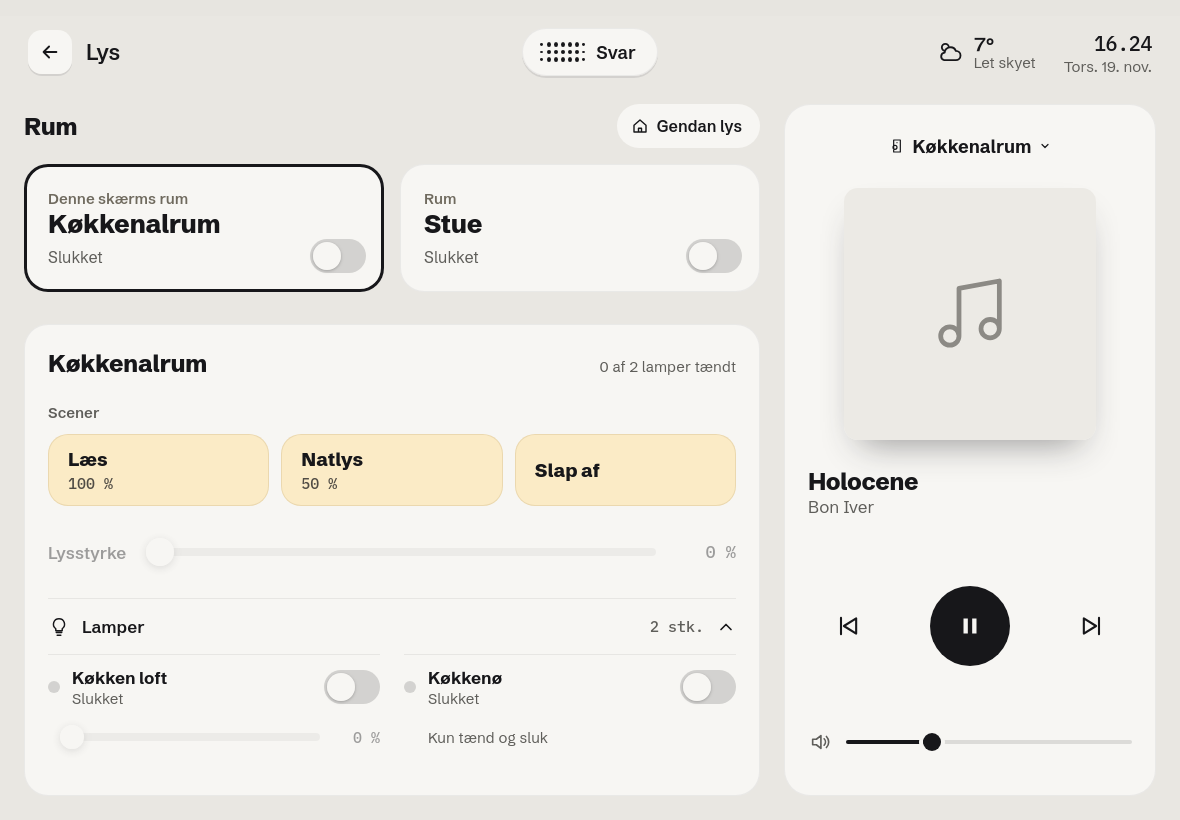 Lys
Svar
7°
Let skyet
16.24
Tors. 19. nov.
Rum
Gendan lys
Denne skærms rum
Køkkenalrum
Slukket
Rum
Stue
Slukket
Køkkenalrum
0 af 2 lamper tændt
Scener
Læs
100 %
Natlys
50 %
Slap af
Lysstyrke
0 %
Lamper
2 stk.
Køkken loft
Slukket
0 %
Køkkenø
Slukket
Kun tænd og sluk
Køkkenalrum
Holocene
Bon Iver